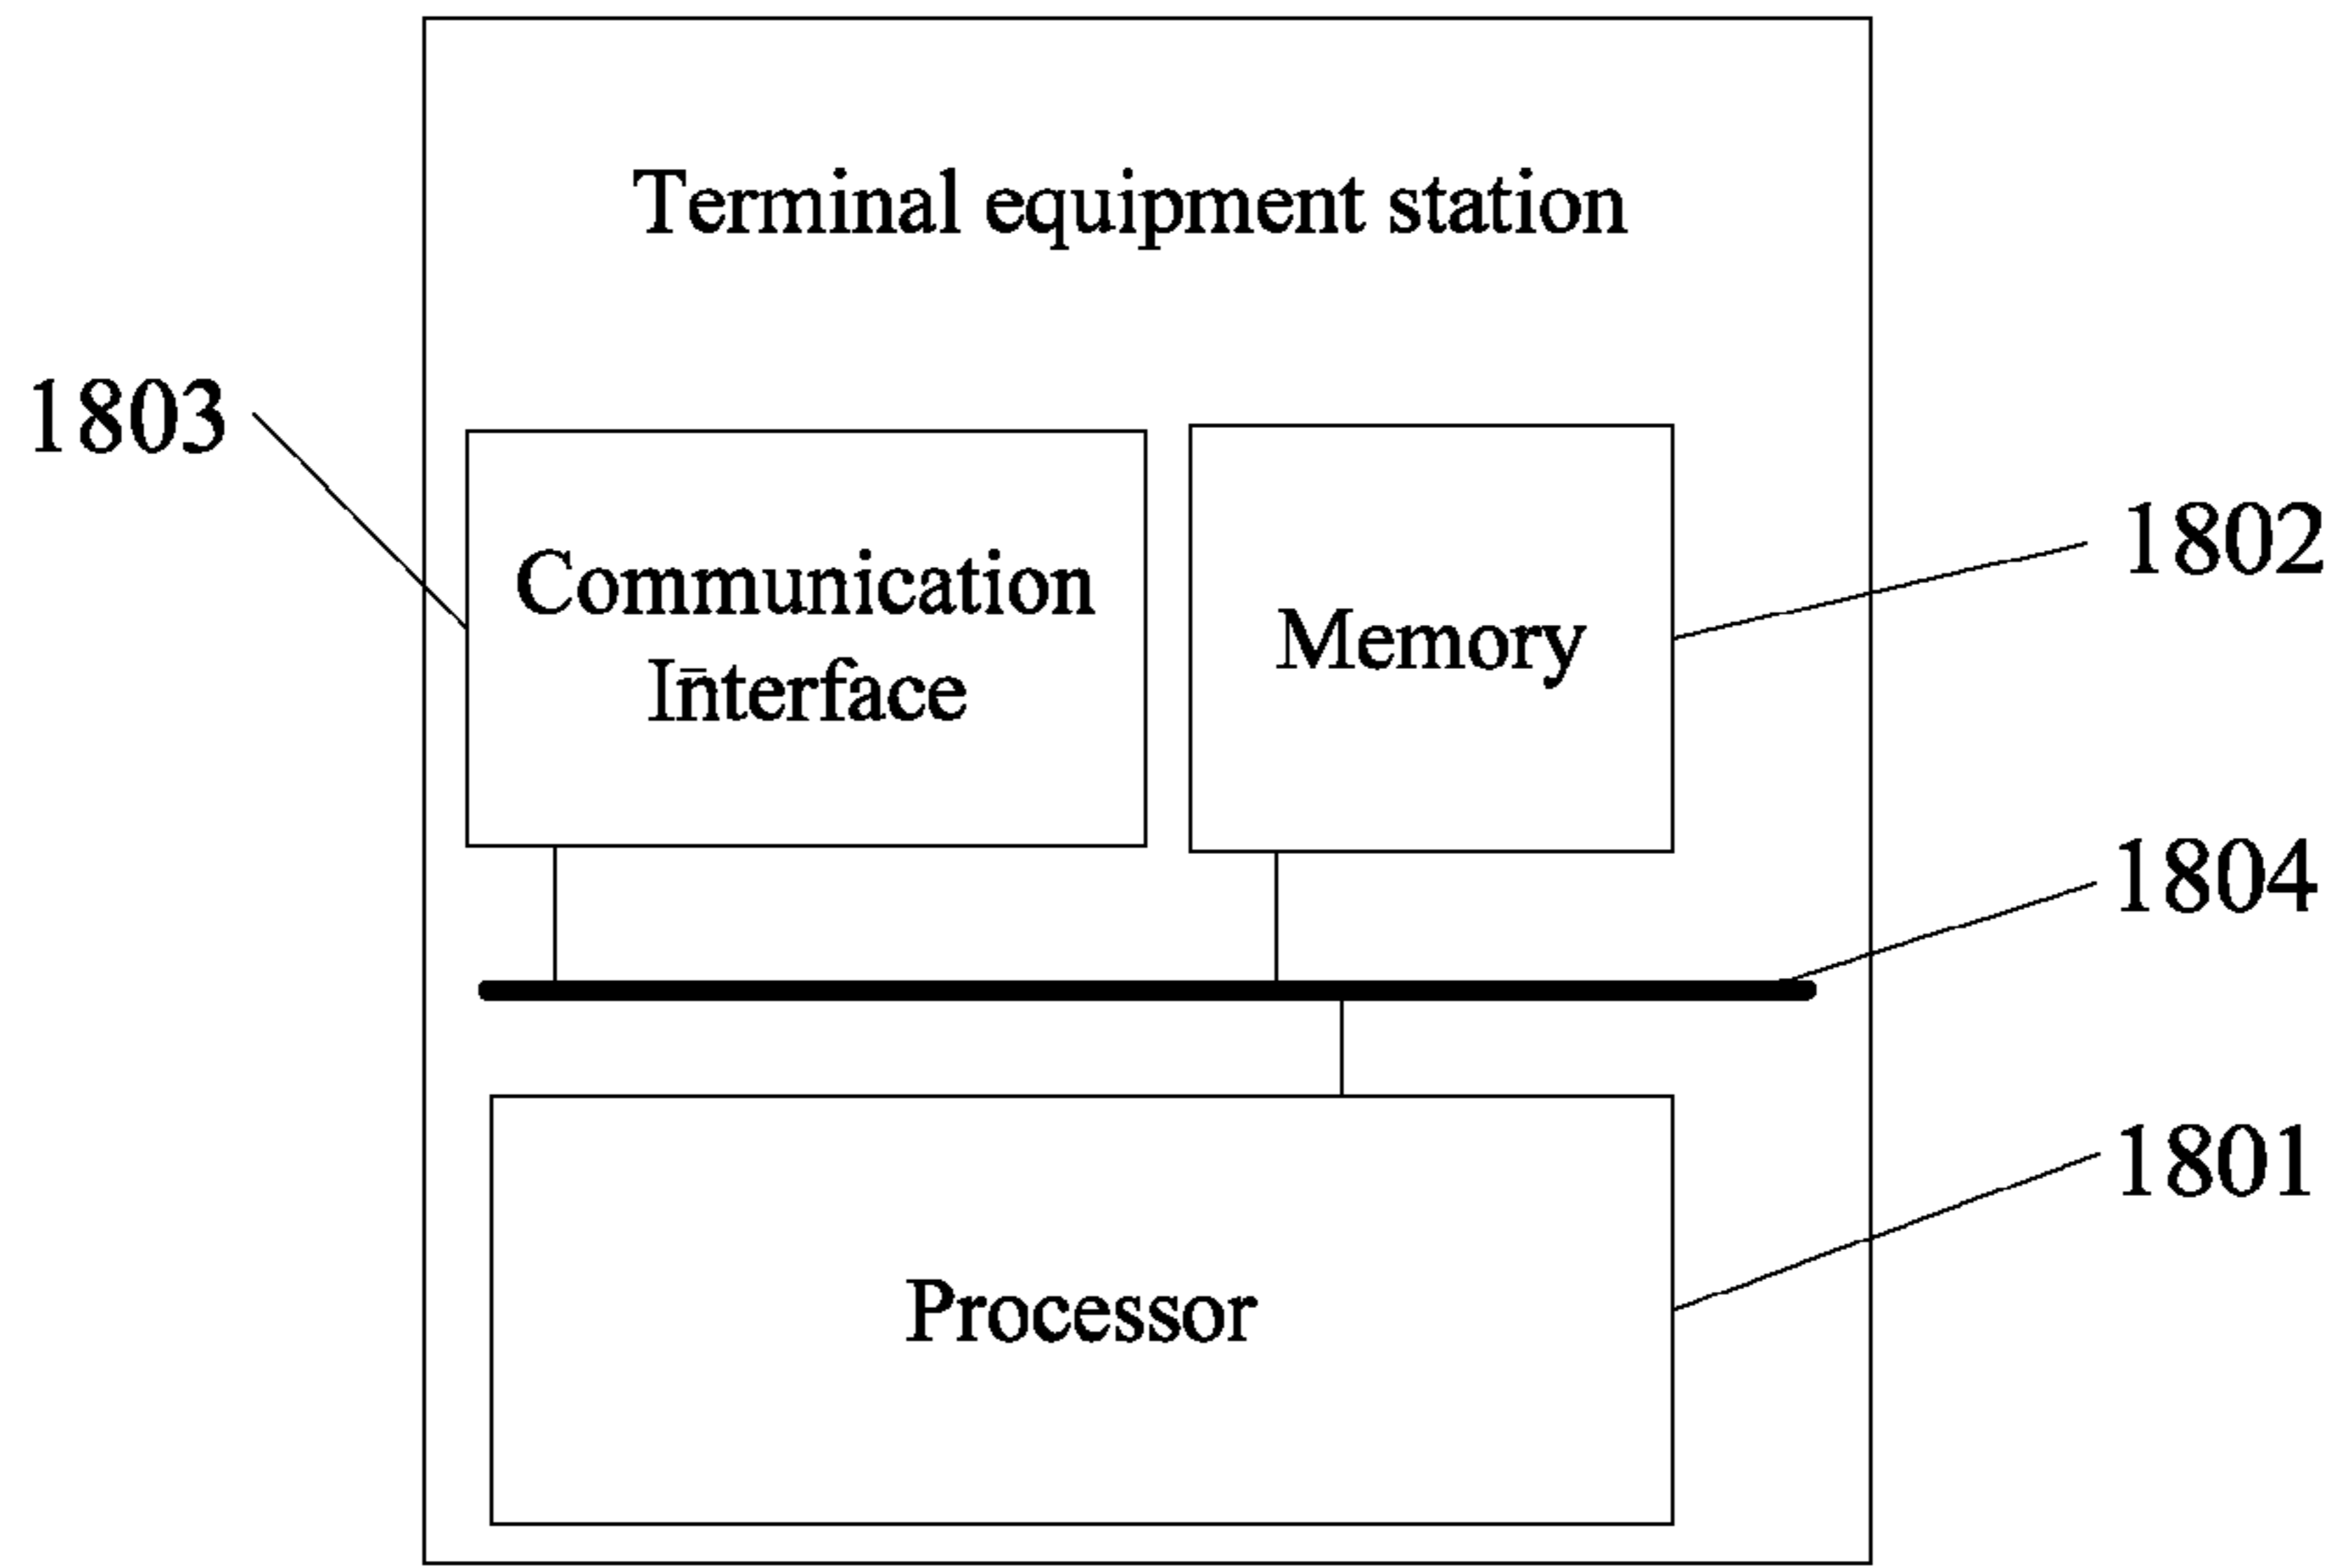 Terminal equipment station
1803
Communication
Interface
Memory
1802
1804
1801
Processor